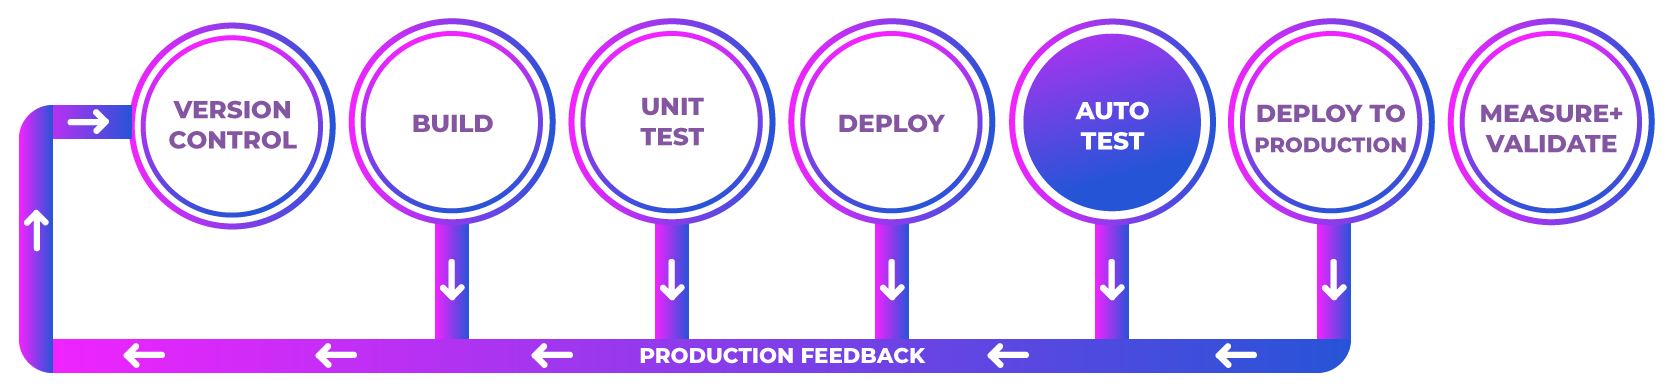 VERSION
CONTROL
BUILD
UNIT
TEST
DEPLOY
AUTO
TEST
DEPLOY TO
PRODUCTION
MEASURE+
VALIDATE
PRODUCTION FEEDBACK